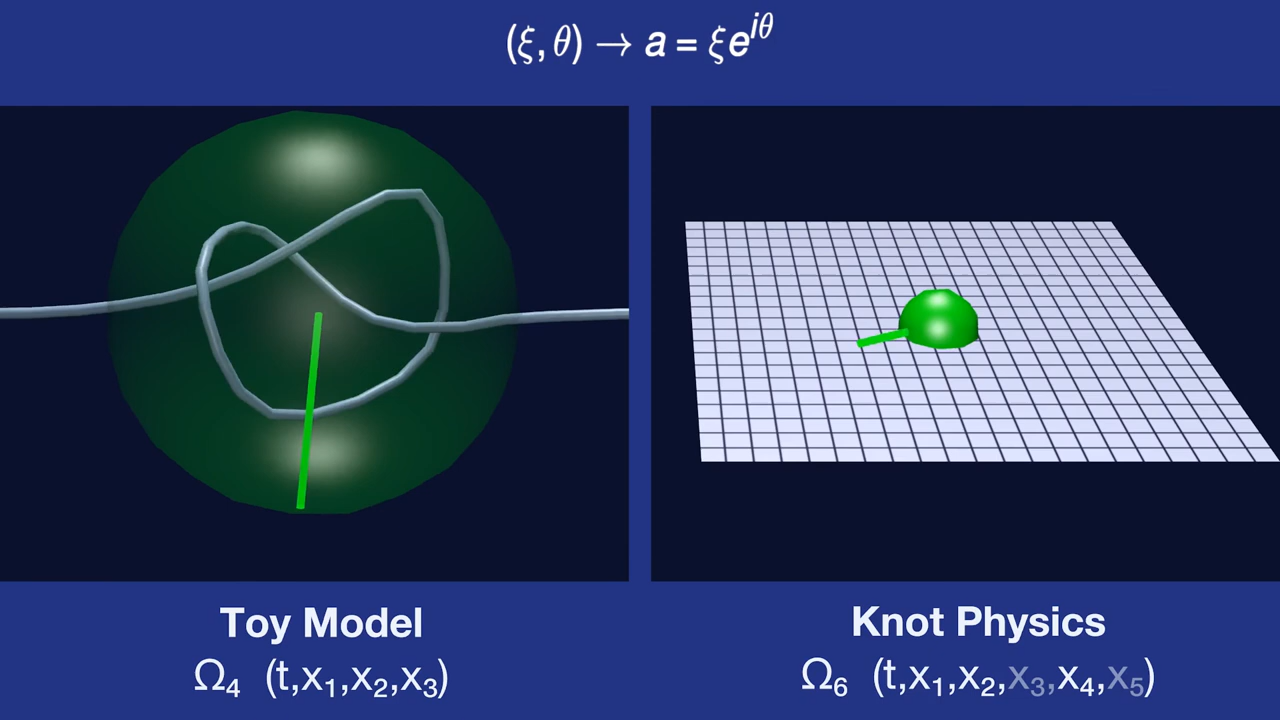 (ξ, θ) → a = ξe^{iθ}
Toy Model
Ω₄ (t,x₁,x₂,x₃)
Knot Physics
Ω₆ (t,x₁,x₂,x₃,x₄,x₅)